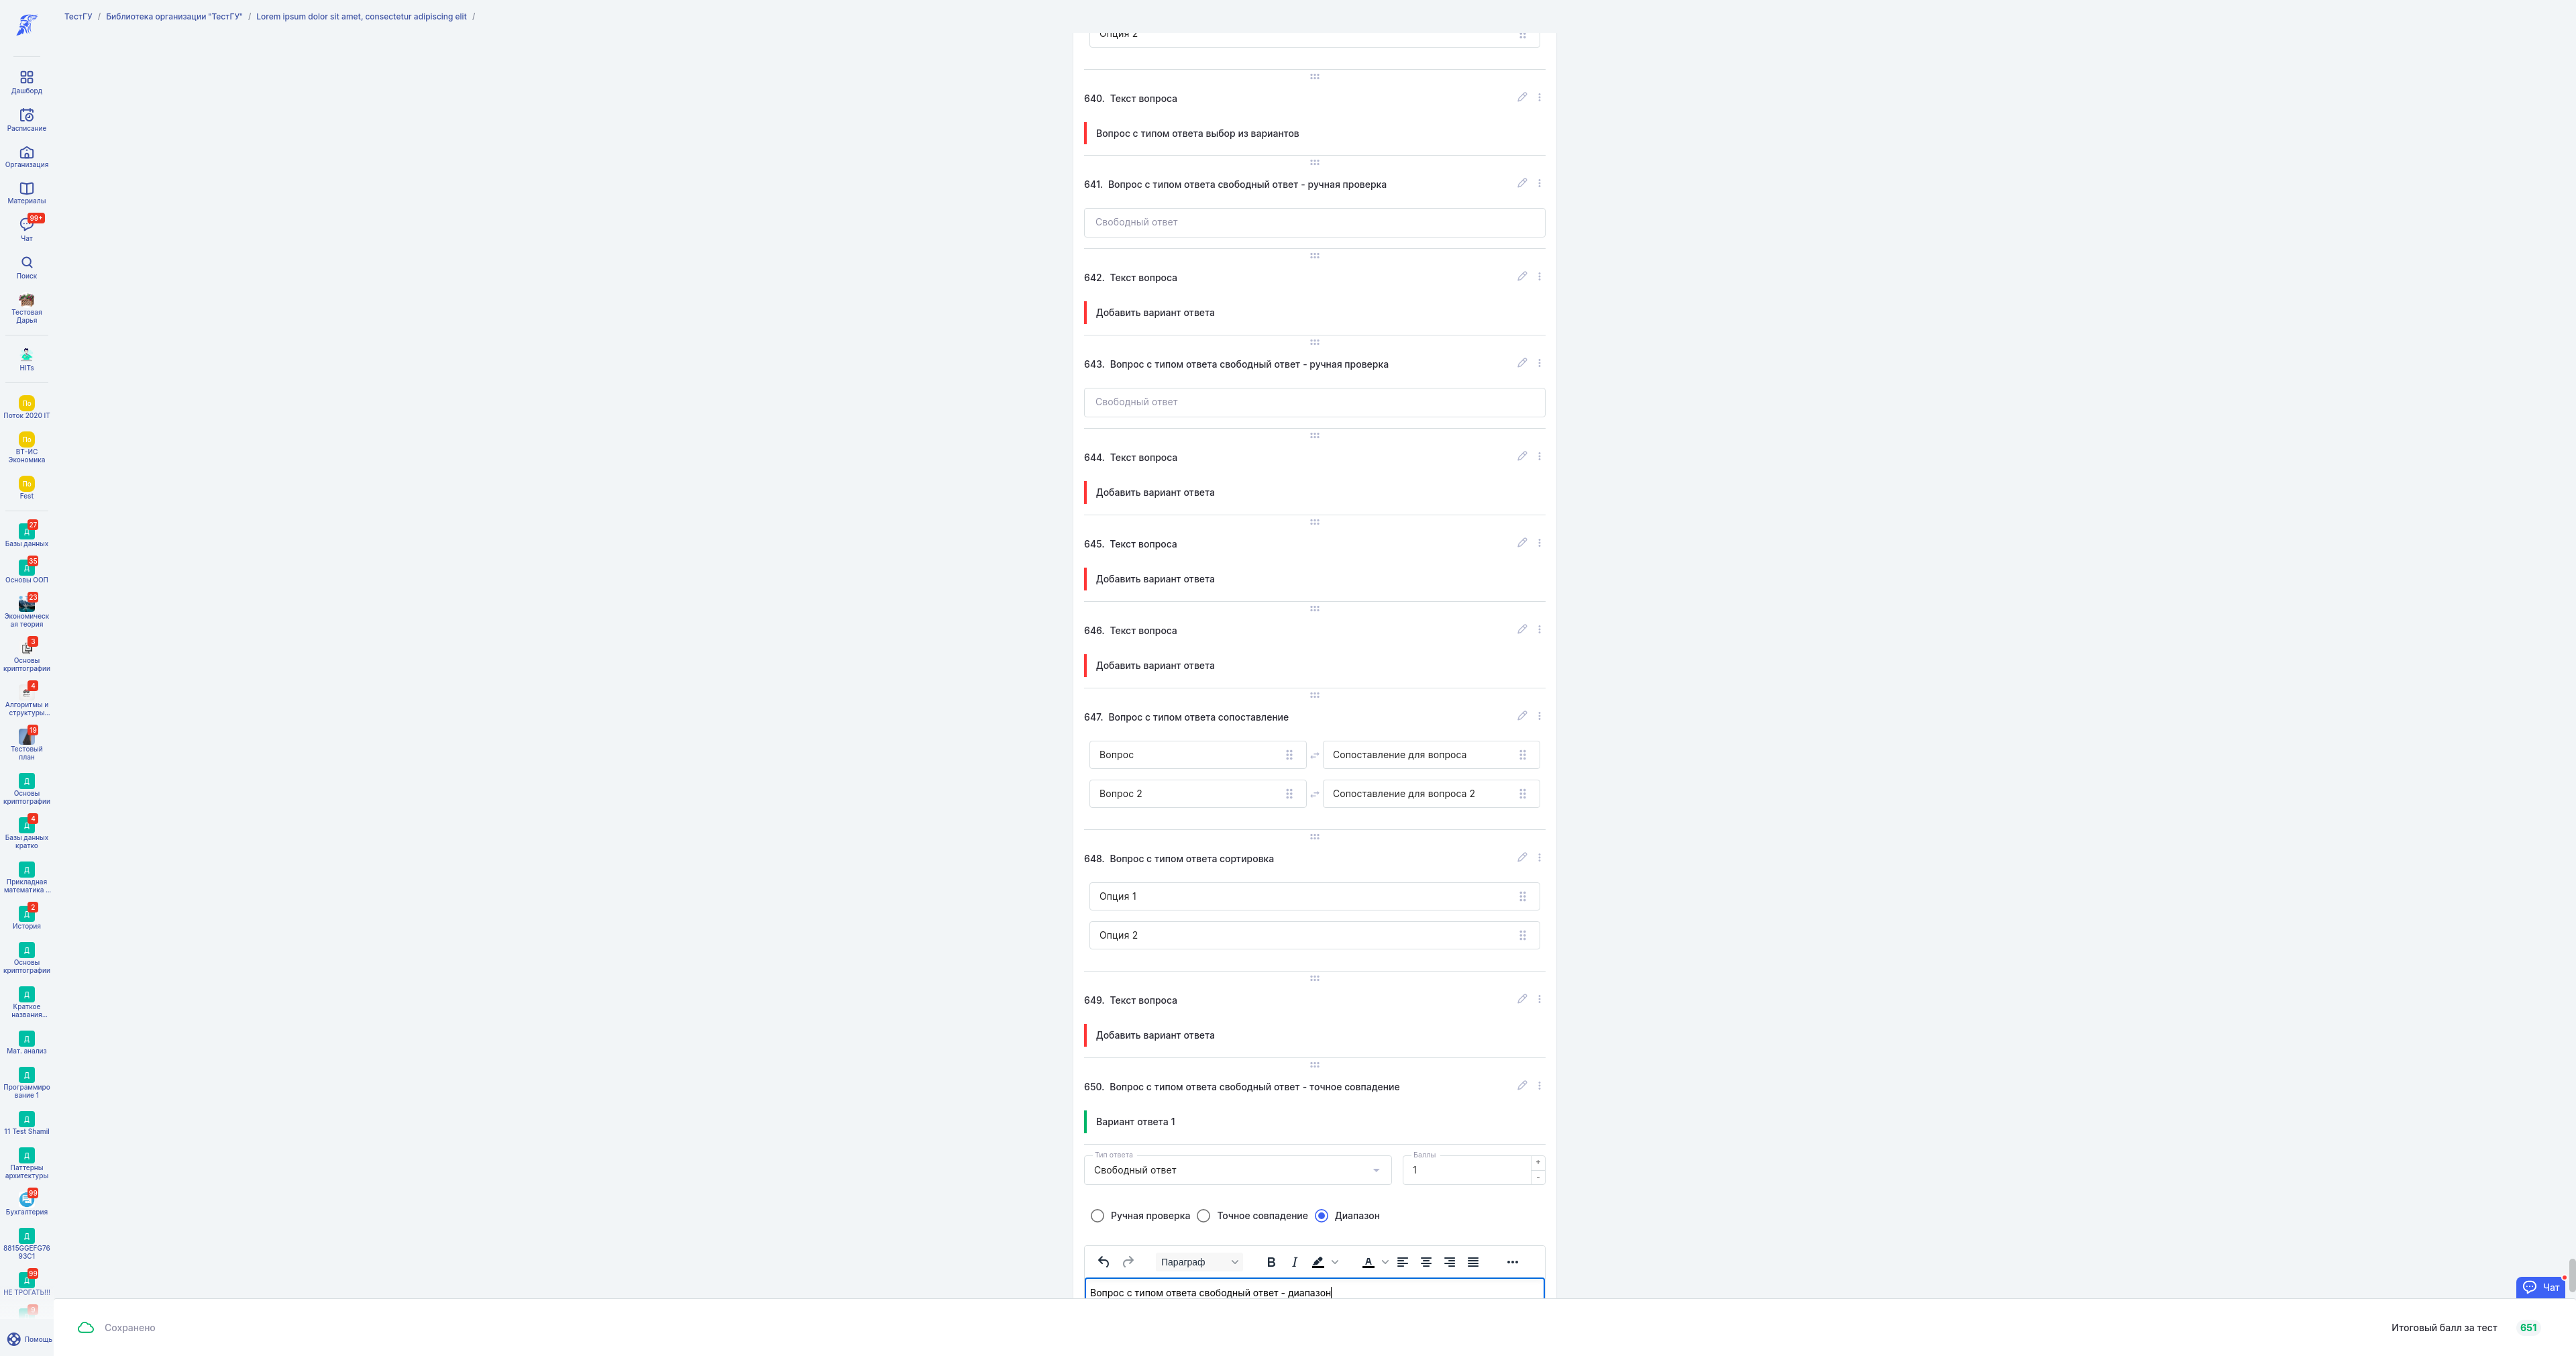 ТестГУ / Библиотека организации "ТестГУ" / Lorem ipsum dolor sit amet, consectetur adipiscing elit /
Дашборд
Расписание
Организация
Материалы
99+
Чат
Поиск
Тестовая
Дарья
HITs
По
Поток 2020 IT
По
ВТ-ИС
Экономика
По
Fest
27
Д
Базы данных
35
Д
Основы ООП
23
Экономическ
ая теория
3
Основы
криптографии
4
Алгоритмы и
структуры...
19
Тестовый
план
Д
Основы
криптографии
4
Д
Базы данных
кратко
Д
Прикладная
математика ...
2
Д
История
Д
Основы
криптографии
Д
Краткое
названия...
Д
Мат. анализ
Д
Программиро
вание 1
Д
11 Test Shamil
Д
Паттерны
архитектуры
99
Бухгалтерия
Д
8815GGEFG76
93C1
99
Д
НЕ ТРОГАТЬ!!!
Помощь
Опция 2
640. Текст вопроса
Вопрос с типом ответа выбор из вариантов
641. Вопрос с типом ответа свободный ответ - ручная проверка
Свободный ответ
642. Текст вопроса
Добавить вариант ответа
643. Вопрос с типом ответа свободный ответ - ручная проверка
Свободный ответ
644. Текст вопроса
Добавить вариант ответа
645. Текст вопроса
Добавить вариант ответа
646. Текст вопроса
Добавить вариант ответа
647. Вопрос с типом ответа сопоставление
Вопрос Сопоставление для вопроса
Вопрос 2 Сопоставление для вопроса 2
648. Вопрос с типом ответа сортировка
Опция 1
Опция 2
649. Текст вопроса
Добавить вариант ответа
650. Вопрос с типом ответа свободный ответ - точное совпадение
Вариант ответа 1
Тип ответа Баллы
Свободный ответ 1 + -
Ручная проверка Точное совпадение Диапазон
Параграф B I A
Вопрос с типом ответа свободный ответ - диапазон
Чат
Сохранено Итоговый балл за тест 651